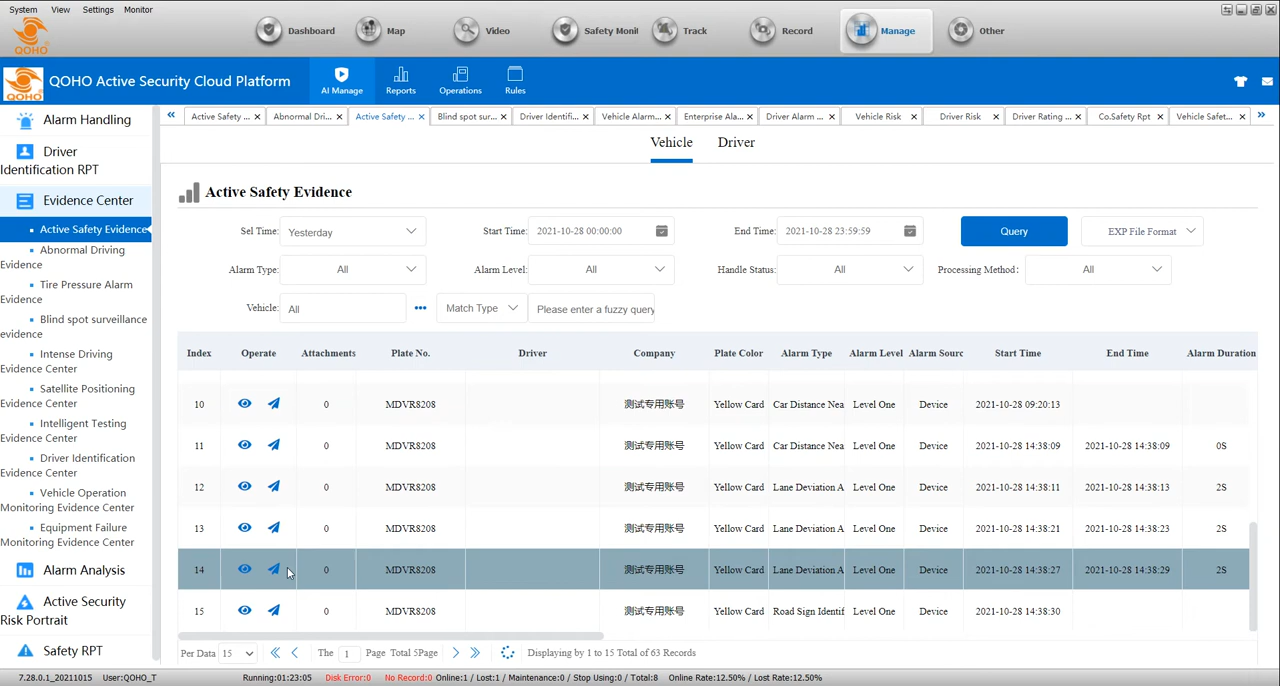 System View Settings Monitor
QOHO
Dashboard Map Video Safety Monit Track Record Manage Other
QOHO
QOHO Active Security Cloud Platform
AI Manage Reports Operations Rules
Alarm Handling
Driver
Identification RPT
Evidence Center
Active Safety Evidence
Abnormal Driving
Evidence
Tire Pressure Alarm
Evidence
Blind spot surveillance
evidence
Intense Driving
Evidence Center
Satellite Positioning
Evidence Center
Intelligent Testing
Evidence Center
Driver Identification
Evidence Center
Vehicle Operation
Monitoring Evidence Center
Equipment Failure
Monitoring Evidence Center
Alarm Analysis
Active Security
Risk Portrait
Safety RPT
Active Safety ... Abnormal Dri... Active Safety ... Blind spot sur... Driver Identifi... Vehicle Alarm... Enterprise Ala... Driver Alarm ... Vehicle Risk Driver Risk Driver Rating ... Co.Safety Rpt Vehicle Safet...
Vehicle Driver
Active Safety Evidence
Sel Time: Yesterday Start Time: 2021-10-28 00:00:00 End Time: 2021-10-28 23:59:59 Query EXP File Format
Alarm Type: All Alarm Level: All Handle Status: All Processing Method: All
Vehicle: All ••• Match Type Please enter a fuzzy query
Index Operate Attachments Plate No. Driver Company Plate Color Alarm Type Alarm Level Alarm Sourc Start Time End Time Alarm Duration
10 0 MDVR8208 测试专用账号 Yellow Card Car Distance Nea Level One Device 2021-10-28 09:20:13
11 0 MDVR8208 测试专用账号 Yellow Card Car Distance Nea Level One Device 2021-10-28 14:38:09 2021-10-28 14:38:09 0S
12 0 MDVR8208 测试专用账号 Yellow Card Lane Deviation A Level One Device 2021-10-28 14:38:11 2021-10-28 14:38:13 2S
13 0 MDVR8208 测试专用账号 Yellow Card Lane Deviation A Level One Device 2021-10-28 14:38:21 2021-10-28 14:38:23 2S
14 0 MDVR8208 测试专用账号 Yellow Card Lane Deviation A Level One Device 2021-10-28 14:38:27 2021-10-28 14:38:29 2S
15 0 MDVR8208 测试专用账号 Yellow Card Road Sign Identif Level One Device 2021-10-28 14:38:30
Per Data 15 The 1 Page Total 5Page Displaying by 1 to 15 Total of 63 Records
7.28.0.1_20211015 User:QOHO_T Running:01:23:05 Disk Error:0 No Record:0 Online:1 / Lost:1 / Maintenance:0 / Stop Using:0 / Total:8 Online Rate:12.50% / Lost Rate:12.50%